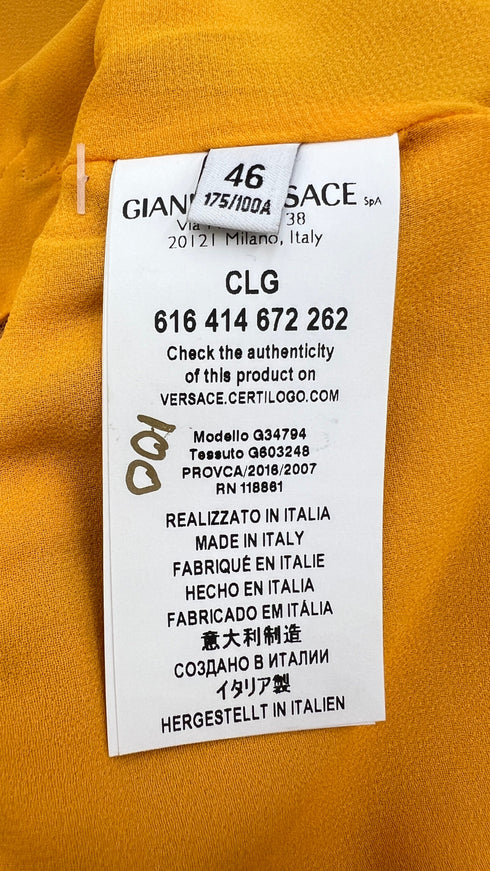 46
175/100A
GIAN SACE SpA
Via 38
20121 Milano, Italy
CLG
616 414 672 262
Check the authenticity
of this product on
VERSACE.CERTILOGO.COM
100
Modello G34794
Tessuto G603248
PROVCA/2016/2007
RN 118861
REALIZZATO IN ITALIA
MADE IN ITALY
FABRIQUÉ EN ITALIE
HECHO EN ITALIA
FABRICADO EM ITÁLIA
意大利制造
СОЗДАНО В ИТАЛИИ
イタリア製
HERGESTELLT IN ITALIEN